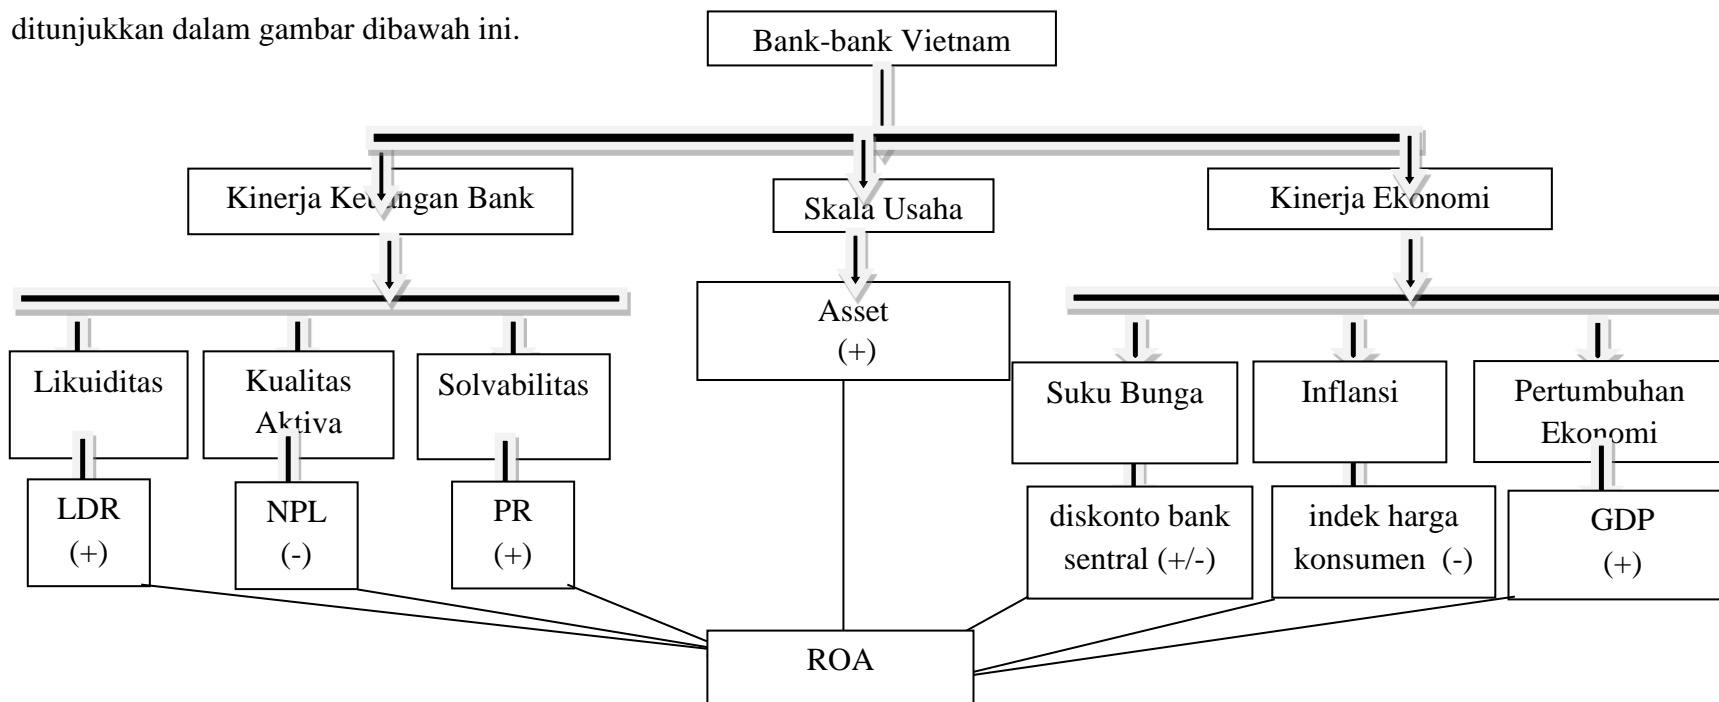 ditunjukkan dalam gambar dibawah ini.
Bank-bank Vietnam
Kinerja Keuangan Bank
Skala Usaha
Kinerja Ekonomi
Asset
(+)
Likuiditas
Kualitas
Aktiva
Solvabilitas
Suku Bunga
Inflansi
Pertumbuhan
Ekonomi
LDR
(+)
NPL
(-)
PR
(+)
diskonto bank
sentral (+/-)
indek harga
konsumen (-)
GDP
(+)
ROA